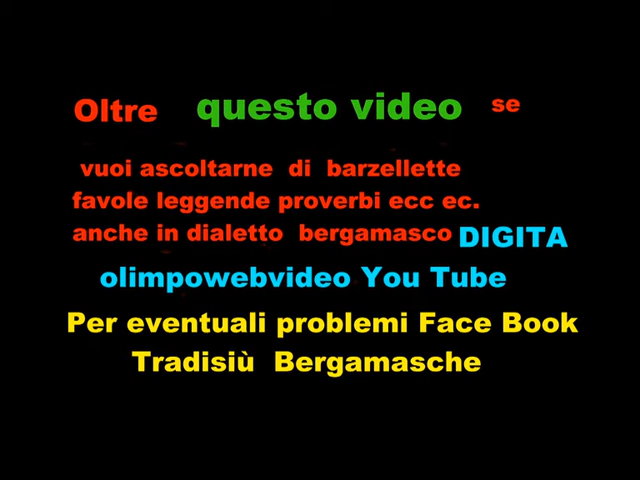 Oltre questo video se
vuoi ascoltarne di barzellette
favole leggende proverbi ecc ec.
anche in dialetto bergamasco DIGITA
olimpowebvideo You Tube
Per eventuali problemi Face Book
Tradisiù Bergamasche